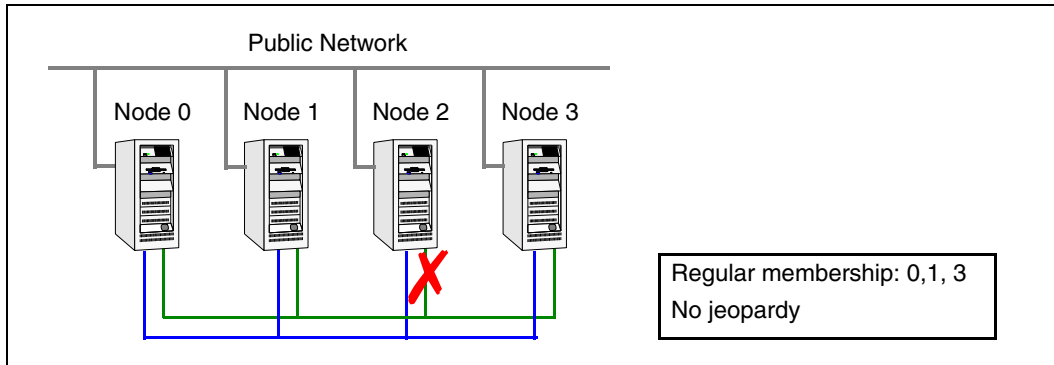 Public Network
Node 0 Node 1 Node 2 Node 3
Regular membership: 0,1, 3
No jeopardy